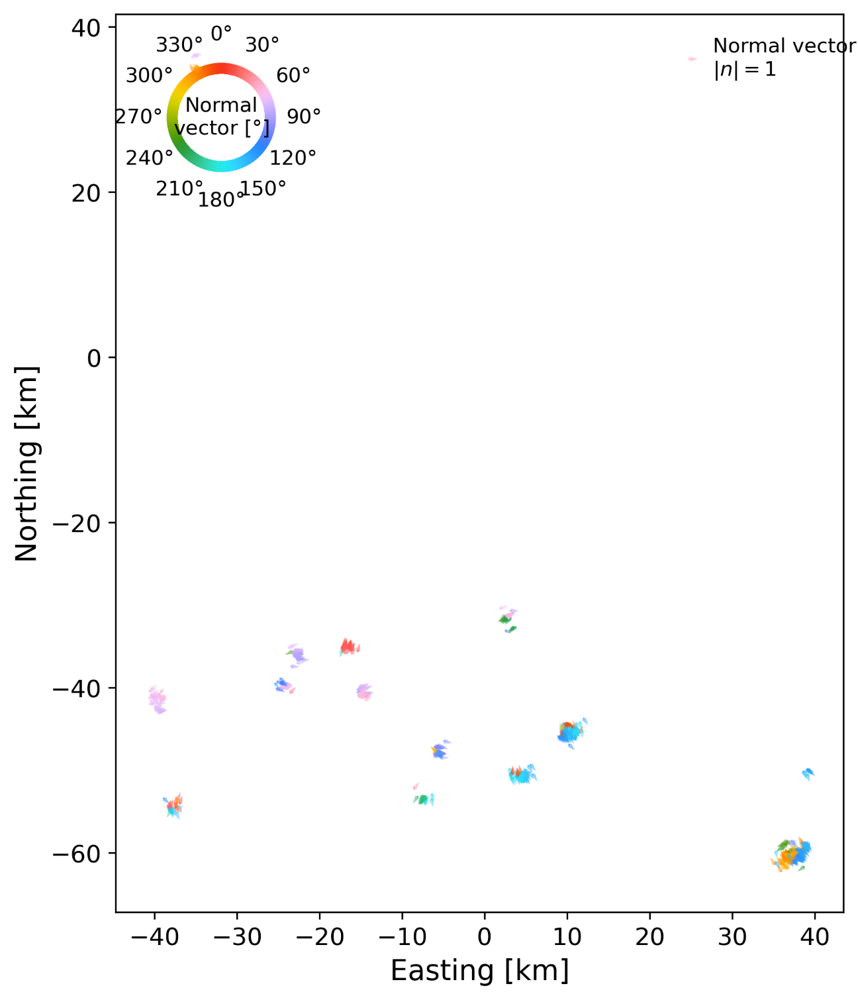 40
20
0
−20
−40
−60
Northing [km]
−40 −30 −20 −10 0 10 20 30 40
Easting [km]
0°
30°
60°
90°
120°
150°
180°
210°
240°
270°
300°
330°
Normal
vector [°]
Normal vector
|n| = 1